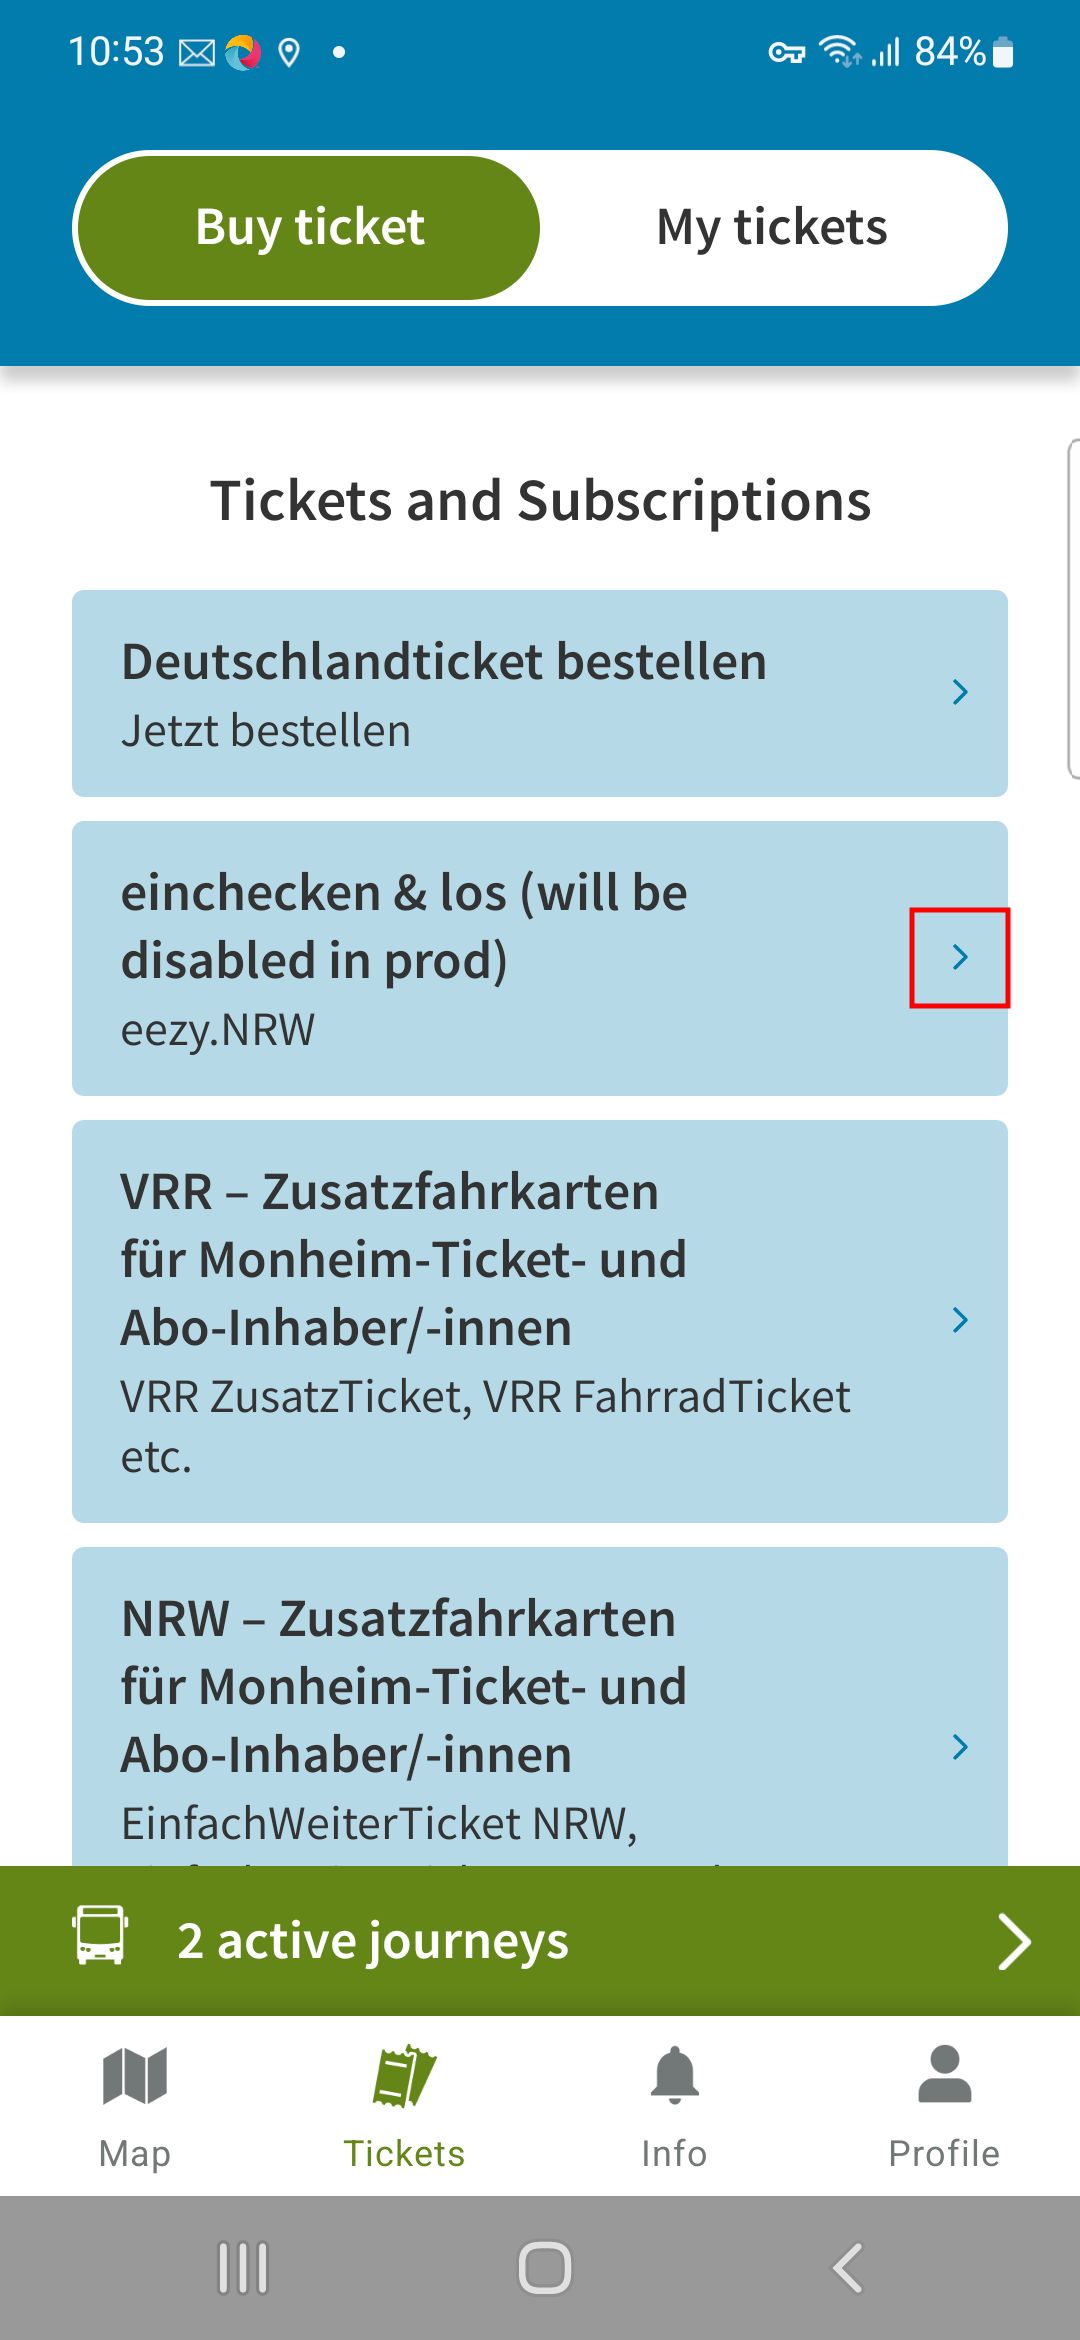 10:53
84%
Buy ticket
My tickets
Tickets and Subscriptions
Deutschlandticket bestellen
Jetzt bestellen
einchecken & los (will be
disabled in prod)
eezy.NRW
VRR – Zusatzfahrkarten
für Monheim-Ticket- und
Abo-Inhaber/-innen
VRR ZusatzTicket, VRR FahrradTicket
etc.
NRW – Zusatzfahrkarten
für Monheim-Ticket- und
Abo-Inhaber/-innen
EinfachWeiterTicket NRW,
2 active journeys
Map
Tickets
Info
Profile